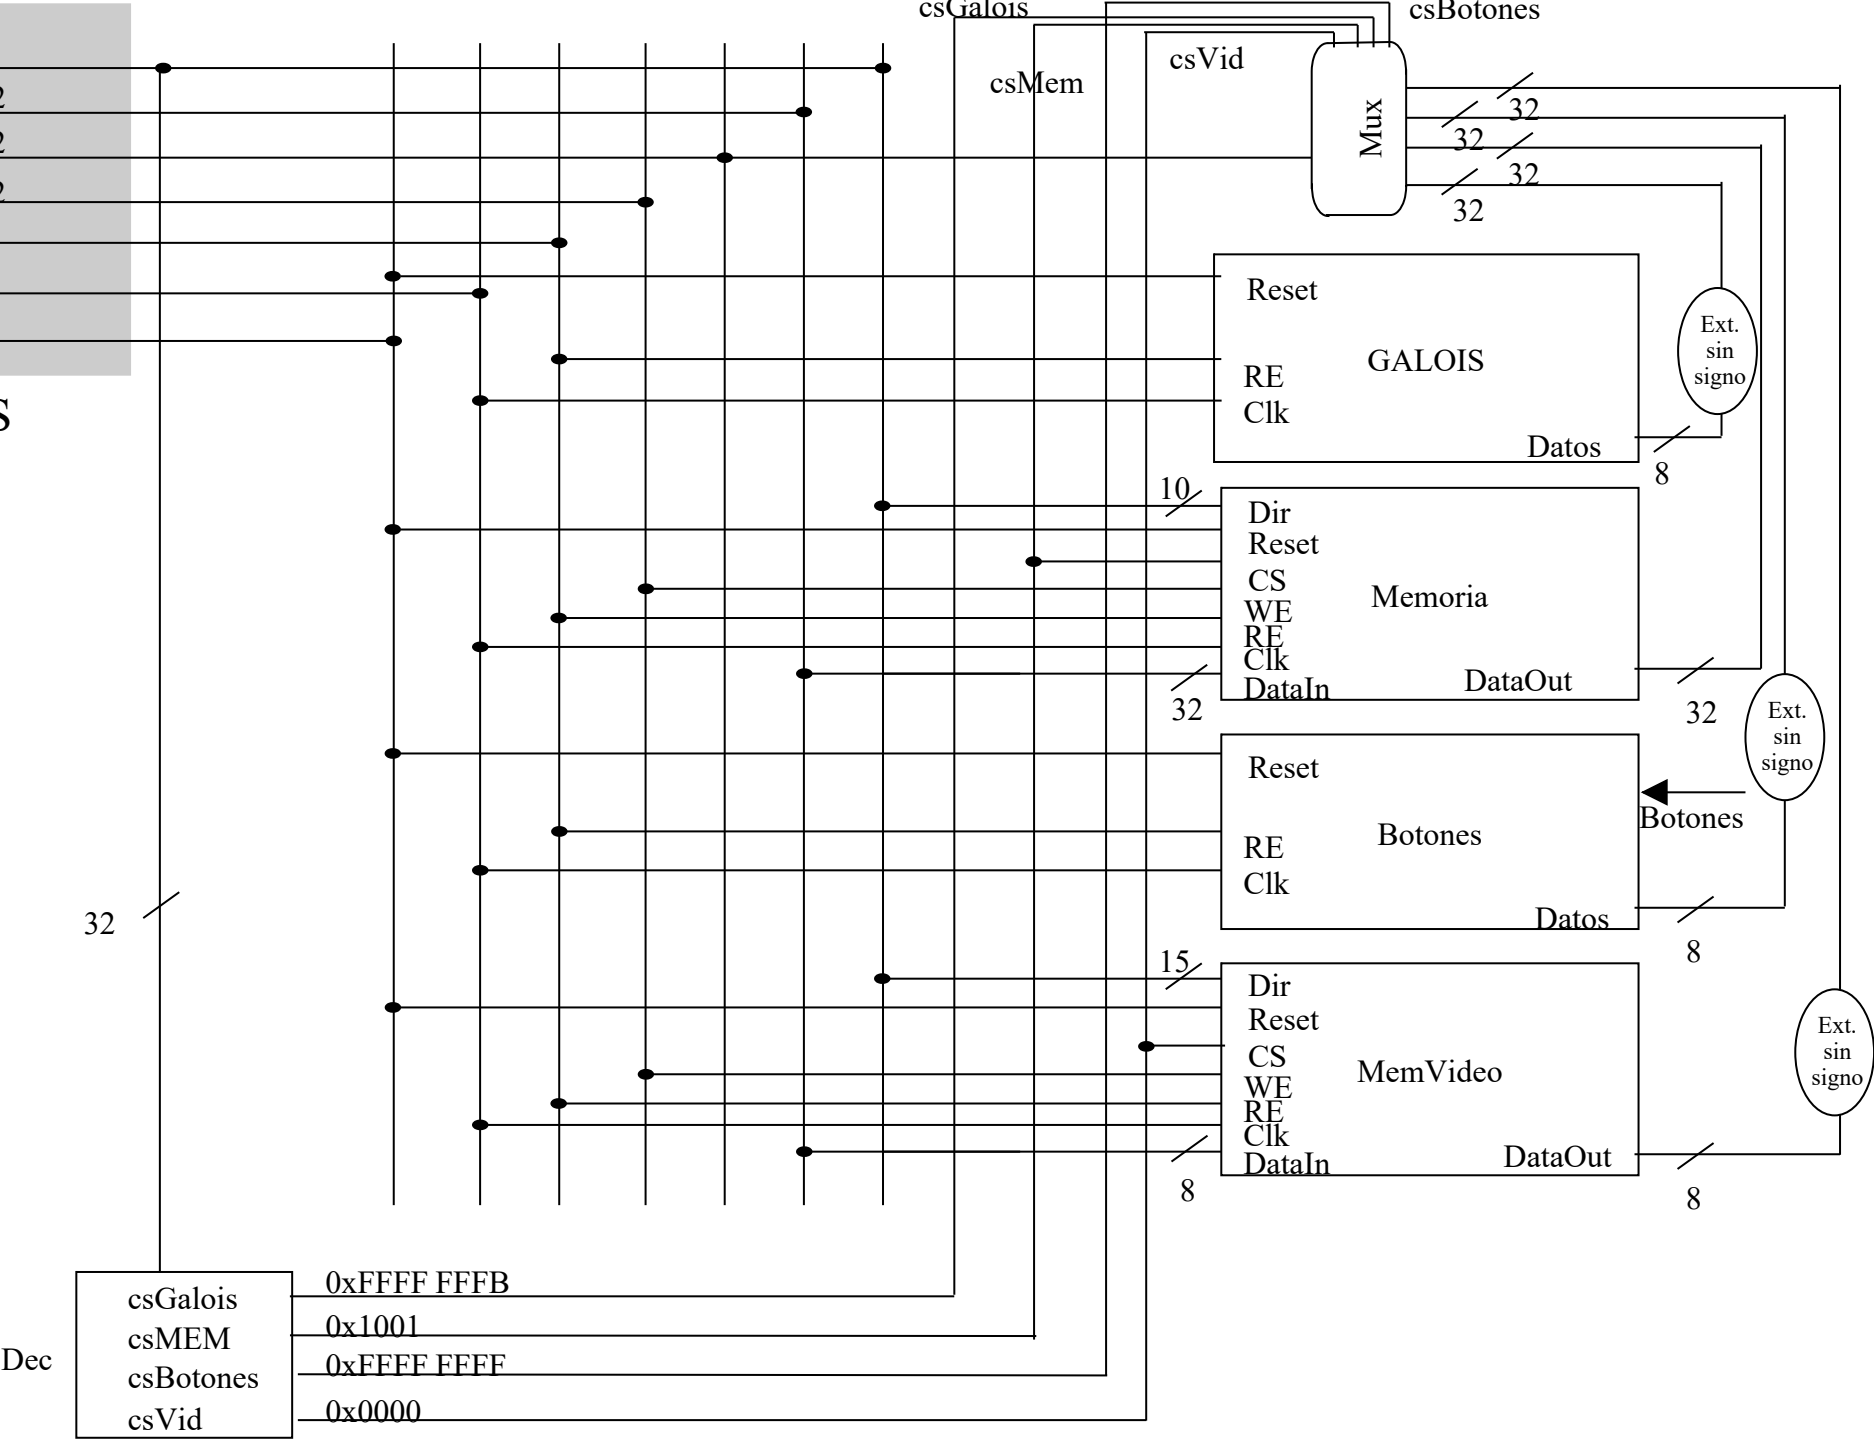 csGalois
csBotones
csVid
csMem
Mux
32
32
32
32
2
2
2
S
Reset
GALOIS
RE
Clk
Datos
8
Ext.
sin
signo
10
Dir
Reset
CS
WE
RE
Clk
DataIn
Memoria
DataOut
32
32
Ext.
sin
signo
Reset
RE
Clk
Botones
Datos
Botones
8
32
15
Dir
Reset
CS
WE
RE
Clk
DataIn
MemVideo
DataOut
8
8
Ext.
sin
signo
Dec
csGalois
0xFFFF FFFB
csMEM
0x1001
csBotones
0xFFFF FFFF
csVid
0x0000